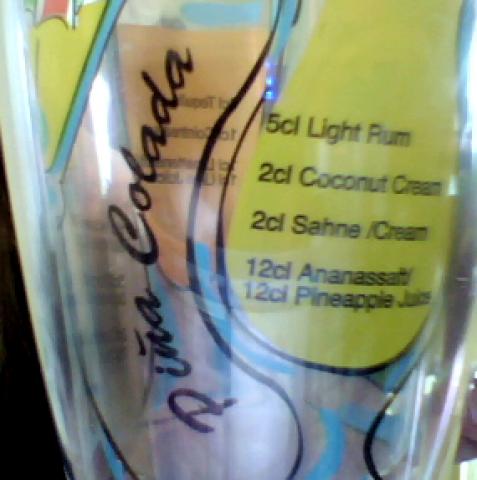 Piña Colada
5cl Light Rum
2cl Coconut Cream
2cl Sahne /Cream
12cl Ananassaft/
12cl Pineapple Juice